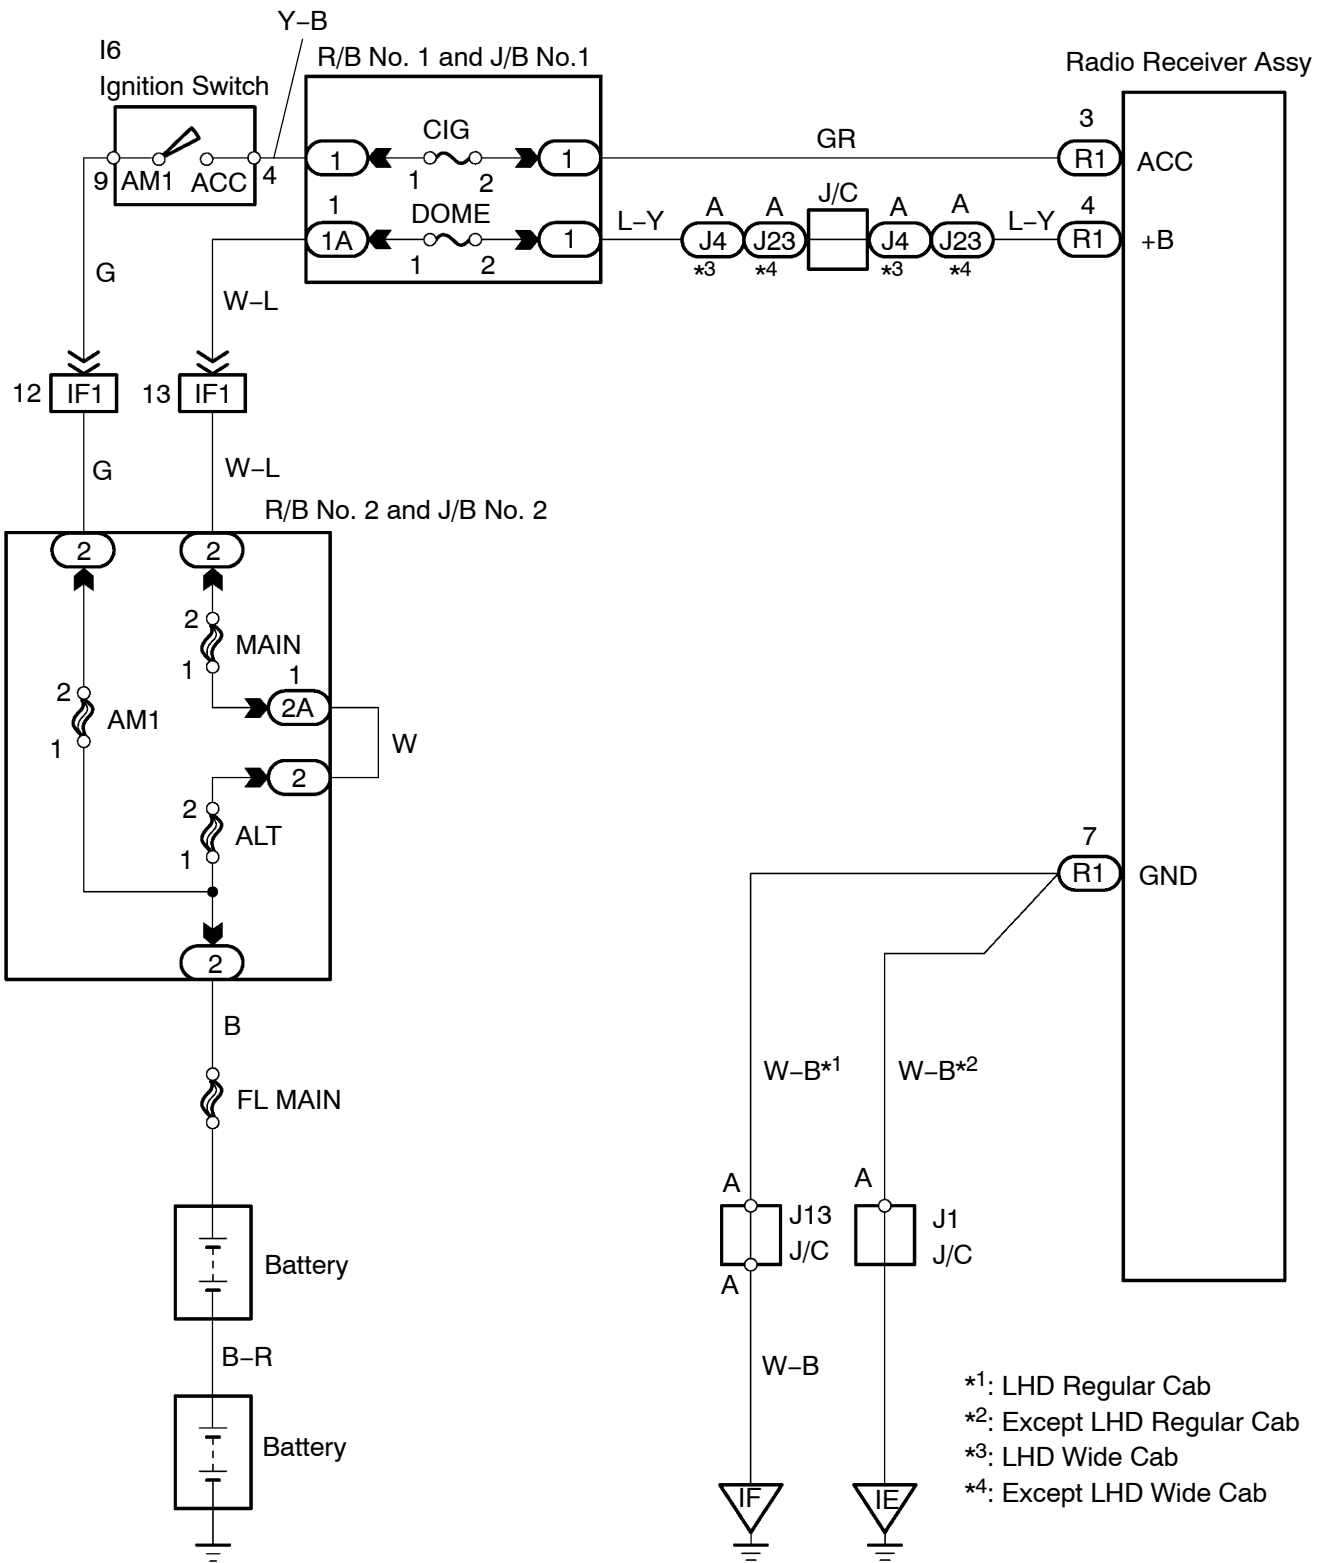 Y–B
I6
Ignition Switch
R/B No. 1 and J/B No.1
Radio Receiver Assy
9 AM1 ACC 4
1 CIG 1
1 2
GR
3
R1 ACC
1
1A DOME 1
1 2
L–Y
A A J/C A A
J4 J23 J4 J23
*3 *4 *3 *4
L–Y
4
R1 +B
G
W–L
12 IF1 13 IF1
G
W–L
R/B No. 2 and J/B No. 2
2 2
2
MAIN
1
1
2A
2
AM1
1
W
2
2
ALT
1
2
7
R1 GND
B
FL MAIN
W–B*1 W–B*2
A A
J13
J/C
J1
J/C
A
Battery
B–R
W–B
Battery
IF IE
*1: LHD Regular Cab
*2: Except LHD Regular Cab
*3: LHD Wide Cab
*4: Except LHD Wide Cab